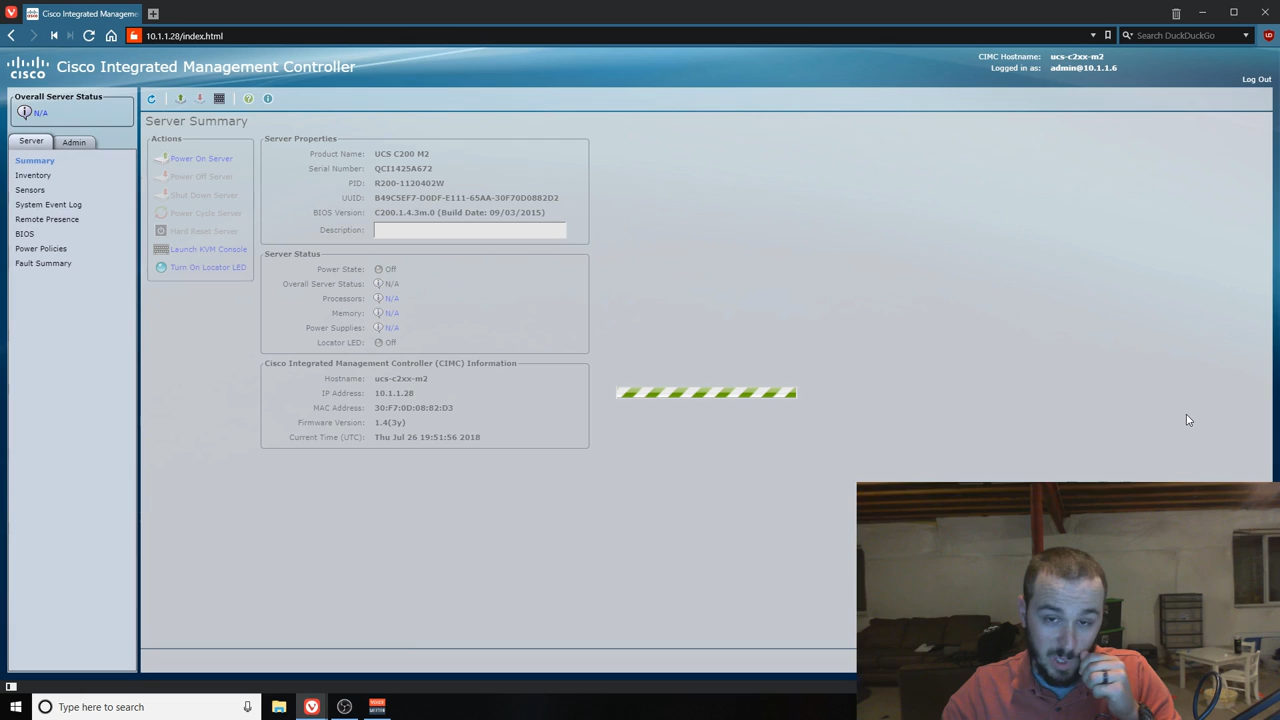 Cisco Integrated Manageme
10.1.1.28/index.html
Search DuckDuckGo
CISCO
Cisco Integrated Management Controller
CIMC Hostname: ucs-c2xx-m2
Logged in as: admin@10.1.1.6
Log Out
Overall Server Status
N/A
Server
Admin
Summary
Inventory
Sensors
System Event Log
Remote Presence
BIOS
Power Policies
Fault Summary
Server Summary
Actions
Power On Server
Power Off Server
Shut Down Server
Power Cycle Server
Hard Reset Server
Launch KVM Console
Turn On Locator LED
Server Properties
Product Name: UCS C200 M2
Serial Number: QCI1425A672
PID: R200-1120402W
UUID: B49C5EF7-D0DF-E111-65AA-30F70D0882D2
BIOS Version: C200.1.4.3m.0 (Build Date: 09/03/2015)
Description:
Server Status
Power State: Off
Overall Server Status: N/A
Processors: N/A
Memory: N/A
Power Supplies: N/A
Locator LED: Off
Cisco Integrated Management Controller (CIMC) Information
Hostname: ucs-c2xx-m2
IP Address: 10.1.1.28
MAC Address: 30:F7:0D:08:82:D3
Firmware Version: 1.4(3y)
Current Time (UTC): Thu Jul 26 19:51:56 2018
Type here to search
VOICE
MEETER